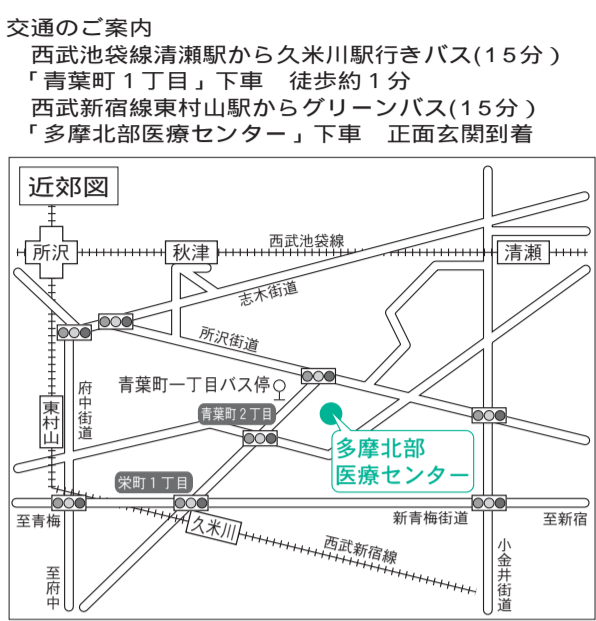 交通のご案内
西武池袋線清瀬駅から久米川駅行きバス(15分)
「青葉町1丁目」下車　徒歩約1分
西武新宿線東村山駅からグリーンバス(15分)
「多摩北部医療センター」下車　正面玄関到着
近郊図
所沢
秋津
西武池袋線
清瀬
志木街道
所沢街道
青葉町一丁目バス停
府中街道
東村山
青葉町2丁目
多摩北部
医療センター
栄町1丁目
至青梅
久米川
新青梅街道
至新宿
西武新宿線
至府中
小金井街道